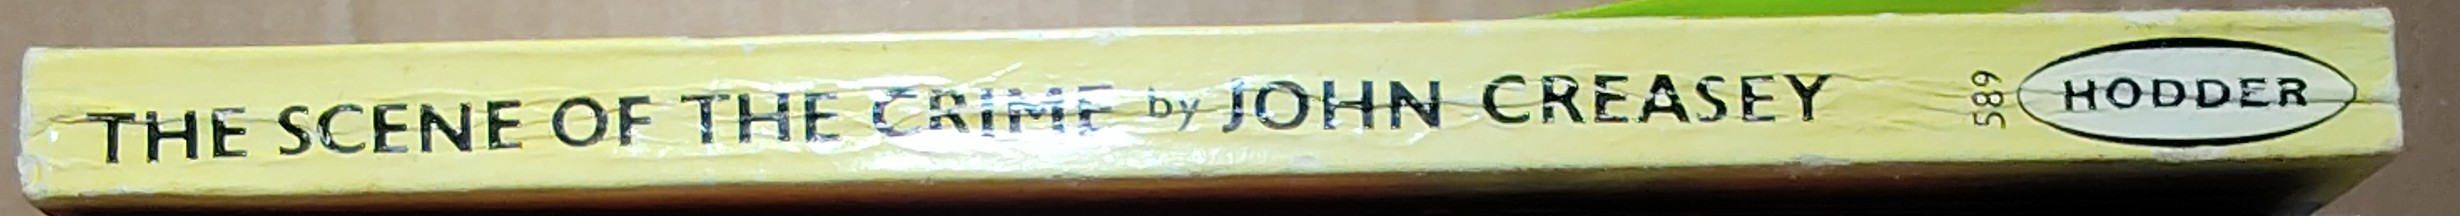 THE SCENE OF THE CRIME by JOHN CREASEY
589
HODDER